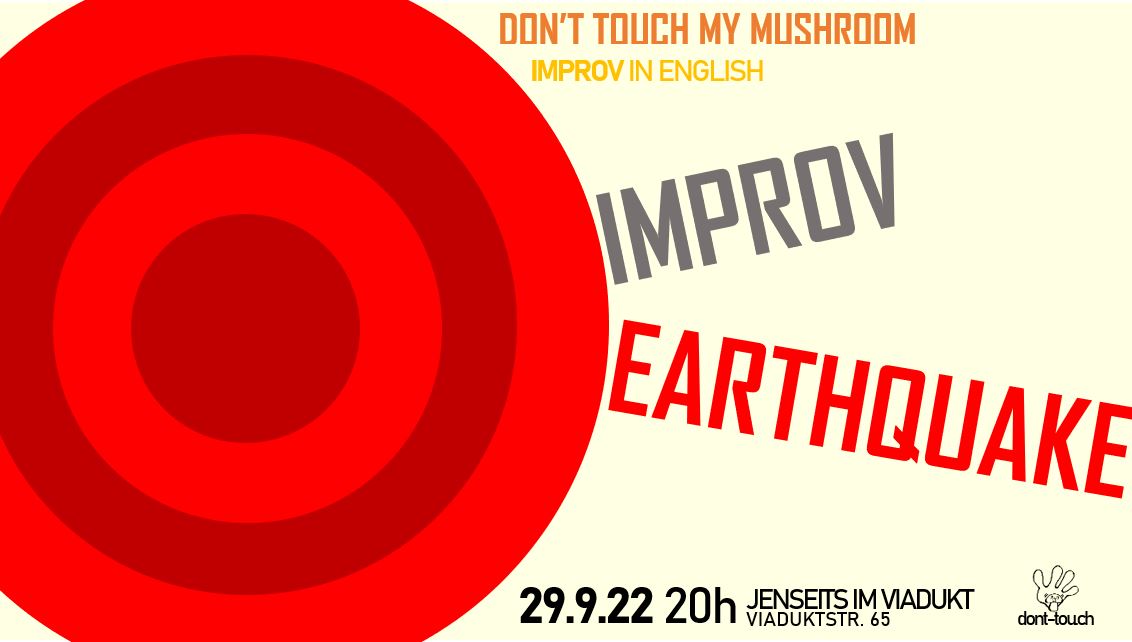 DON'T TOUCH MY MUSHROOM
IMPROV IN ENGLISH
IMPROV
EARTHQUAKE
29.9.22 20h JENSEITS IM VIADUKT
VIADUKTSTR. 65
dont-touch